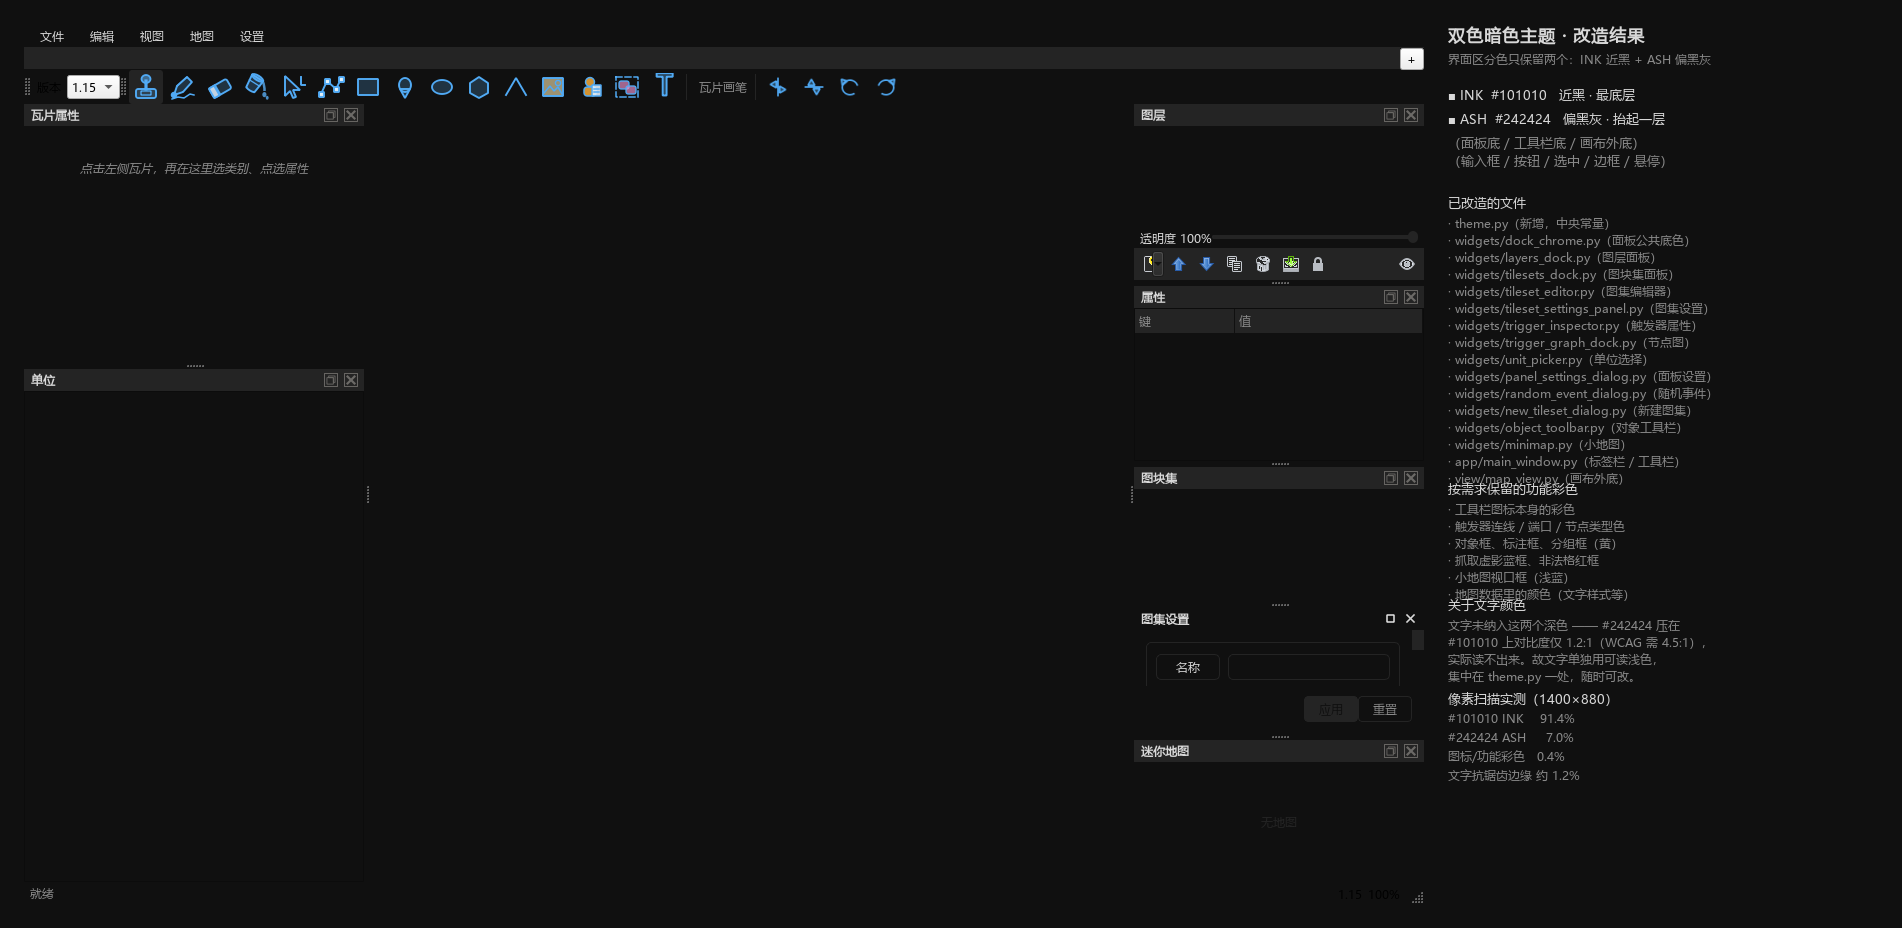 文件 编辑 视图 地图 设置
+
版本 1.15 瓦片画笔
瓦片属性
点击左侧瓦片，再在这里选类别、点选属性
单位
就绪
图层
透明度 100%
属性
键 值
图块集
图集设置
名称
应用 重置
迷你地图
无地图
1.15 100%
双色暗色主题 · 改造结果
界面区分色只保留两个：INK 近黑 + ASH 偏黑灰
■ INK #101010 近黑 · 最底层
■ ASH #242424 偏黑灰 · 抬起一层
（面板底 / 工具栏底 / 画布外底）
（输入框 / 按钮 / 选中 / 边框 / 悬停）
已改造的文件
· theme.py（新增，中央常量）
· widgets/dock_chrome.py（面板公共底色）
· widgets/layers_dock.py（图层面板）
· widgets/tilesets_dock.py（图块集面板）
· widgets/tileset_editor.py（图集编辑器）
· widgets/tileset_settings_panel.py（图集设置）
· widgets/trigger_inspector.py（触发器属性）
· widgets/trigger_graph_dock.py（节点图）
· widgets/unit_picker.py（单位选择）
· widgets/panel_settings_dialog.py（面板设置）
· widgets/random_event_dialog.py（随机事件）
· widgets/new_tileset_dialog.py（新建图集）
· widgets/object_toolbar.py（对象工具栏）
· widgets/minimap.py（小地图）
· app/main_window.py（标签栏 / 工具栏）
· view/map_view.py（画布外底）
按需求保留的功能彩色
· 工具栏图标本身的彩色
· 触发器连线 / 端口 / 节点类型色
· 对象框、标注框、分组框（黄）
· 抓取虚影蓝框、非法格红框
· 小地图视口框（浅蓝）
· 地图数据里的颜色（文字样式等）
关于文字颜色
文字未纳入这两个深色 —— #242424 压在
#101010 上对比度仅 1.2:1（WCAG 需 4.5:1），
实际读不出来。故文字单独用可读浅色，
集中在 theme.py 一处，随时可改。
像素扫描实测（1400×880）
#101010 INK 91.4%
#242424 ASH 7.0%
图标/功能彩色 0.4%
文字抗锯齿边缘 约 1.2%